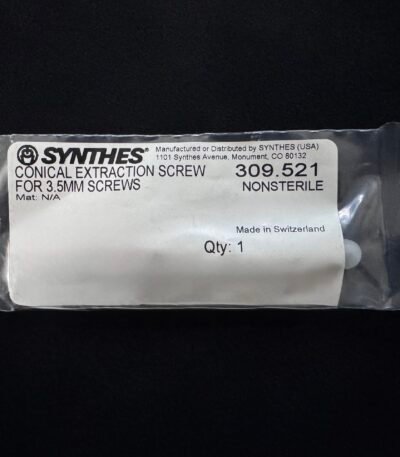 SYNTHES®
Manufactured or Distributed by SYNTHES (USA)
1101 Synthes Avenue, Monument, CO 80132
CONICAL EXTRACTION SCREW
FOR 3.5MM SCREWS
Mat: N/A
309.521
NONSTERILE
Made in Switzerland
Qty: 1